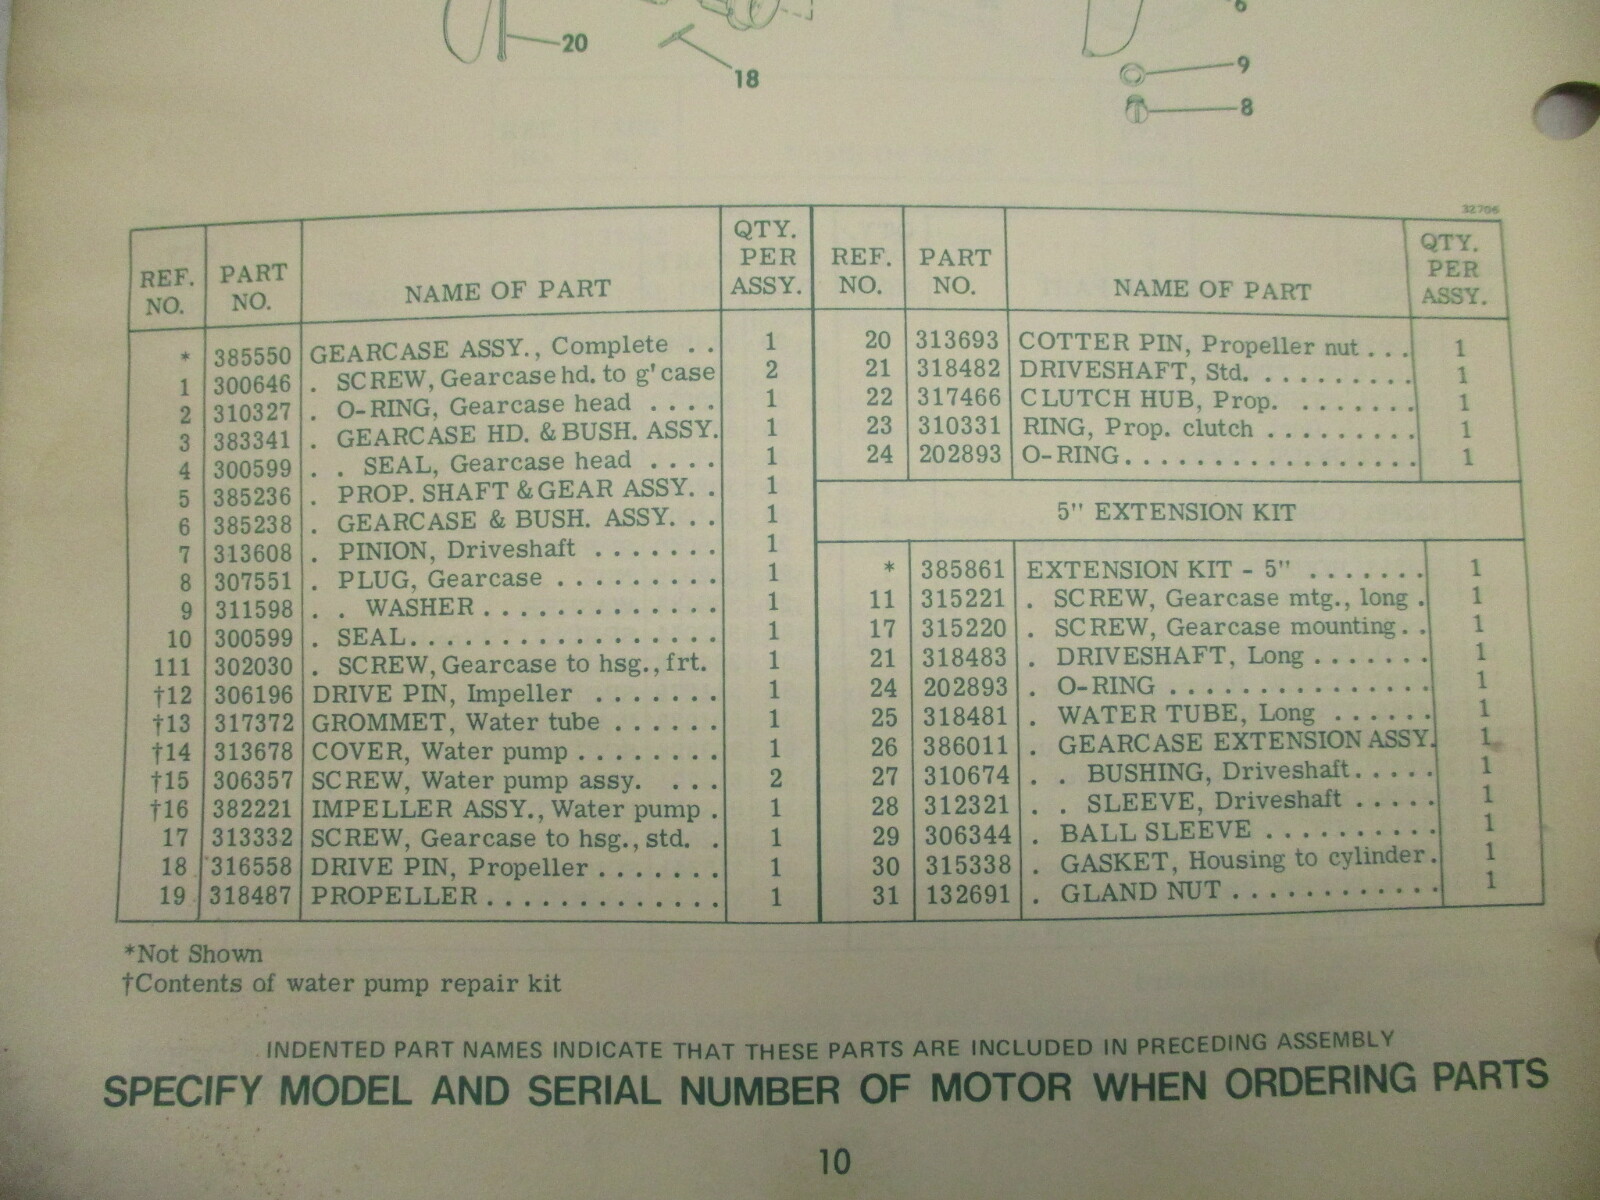 20
18
6
9
8
32706
REF. NO. PART NO. NAME OF PART QTY. PER ASSY.
* 385550 GEARCASE ASSY., Complete . . 1
1 300646 . SCREW, Gearcase hd. to g'case 2
2 310327 . O-RING, Gearcase head . . . . 1
3 383341 . GEARCASE HD. & BUSH. ASSY. 1
4 300599 . . SEAL, Gearcase head . . . . 1
5 385236 . PROP. SHAFT & GEAR ASSY. . 1
6 385238 . GEARCASE & BUSH. ASSY. . . 1
7 313608 . PINION, Driveshaft . . . . . . . 1
8 307551 . PLUG, Gearcase . . . . . . . . . 1
9 311598 . . WASHER . . . . . . . . . . . . . 1
10 300599 . SEAL. . . . . . . . . . . . . . . . . 1
111 302030 . SCREW, Gearcase to hsg., frt. 1
†12 306196 DRIVE PIN, Impeller . . . . . . . 1
†13 317372 GROMMET, Water tube . . . . . . 1
†14 313678 COVER, Water pump . . . . . . . . 1
†15 306357 SCREW, Water pump assy. . . . 2
†16 382221 IMPELLER ASSY., Water pump . 1
17 313332 SCREW, Gearcase to hsg., std. . 1
18 316558 DRIVE PIN, Propeller . . . . . . . 1
19 318487 PROPELLER . . . . . . . . . . . . . 1
REF. NO. PART NO. NAME OF PART QTY. PER ASSY.
20 313693 COTTER PIN, Propeller nut . . . 1
21 318482 DRIVESHAFT, Std. . . . . . . . . . 1
22 317466 CLUTCH HUB, Prop. . . . . . . . 1
23 310331 RING, Prop. clutch . . . . . . . . . 1
24 202893 O-RING. . . . . . . . . . . . . . . . . 1
5" EXTENSION KIT
* 385861 EXTENSION KIT - 5" . . . . . . . 1
11 315221 . SCREW, Gearcase mtg., long . 1
17 315220 . SCREW, Gearcase mounting . . 1
21 318483 . DRIVESHAFT, Long . . . . . . . 1
24 202893 . O-RING . . . . . . . . . . . . . . . 1
25 318481 . WATER TUBE, Long . . . . . . 1
26 386011 . GEARCASE EXTENSION ASSY. 1
27 310674 . . BUSHING, Driveshaft . . . . . 1
28 312321 . . SLEEVE, Driveshaft . . . . . 1
29 306344 . BALL SLEEVE . . . . . . . . . . 1
30 315338 . GASKET, Housing to cylinder . 1
31 132691 . GLAND NUT . . . . . . . . . . . . 1
*Not Shown
†Contents of water pump repair kit
INDENTED PART NAMES INDICATE THAT THESE PARTS ARE INCLUDED IN PRECEDING ASSEMBLY
SPECIFY MODEL AND SERIAL NUMBER OF MOTOR WHEN ORDERING PARTS
10